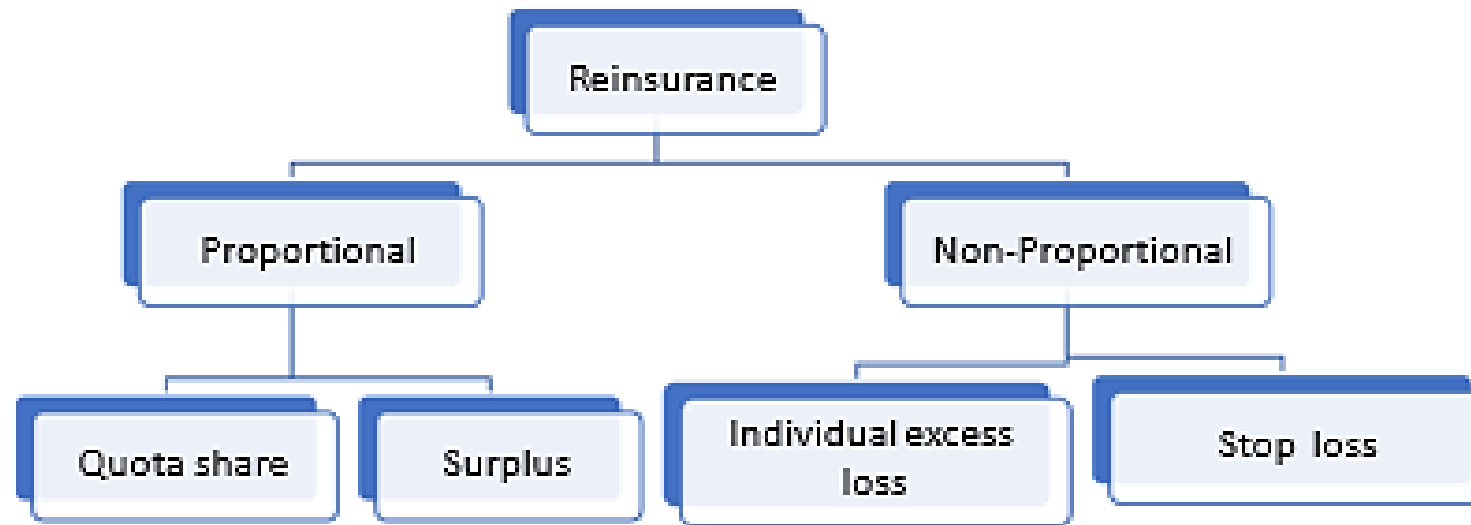 Reinsurance
Proportional
Non-Proportional
Quota share
Surplus
Individual excess
loss
Stop loss